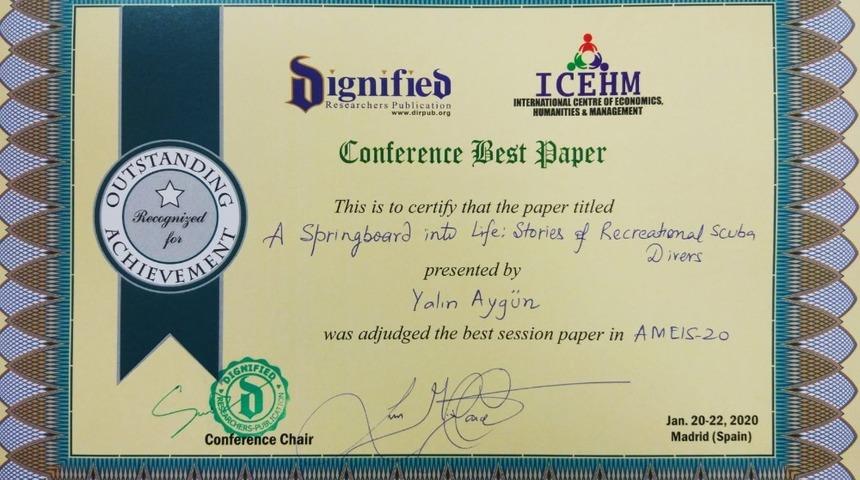 Dignified
Researchers Publication
www.dirpub.org
ICEHM
INTERNATIONAL CENTRE OF ECONOMICS,
HUMANITIES & MANAGEMENT
Conference Best Paper
OUTSTANDING
Recognized
for
ACHIEVEMENT
This is to certify that the paper titled
A Springboard into Life: Stories of Recreational Scuba
Divers
presented by
Yalın Aygün
was adjudged the best session paper in AMEIS-20
DIGNIFIED
RESEARCHERS-PUBLICATION
Conference Chair
Jan. 20-22, 2020
Madrid (Spain)